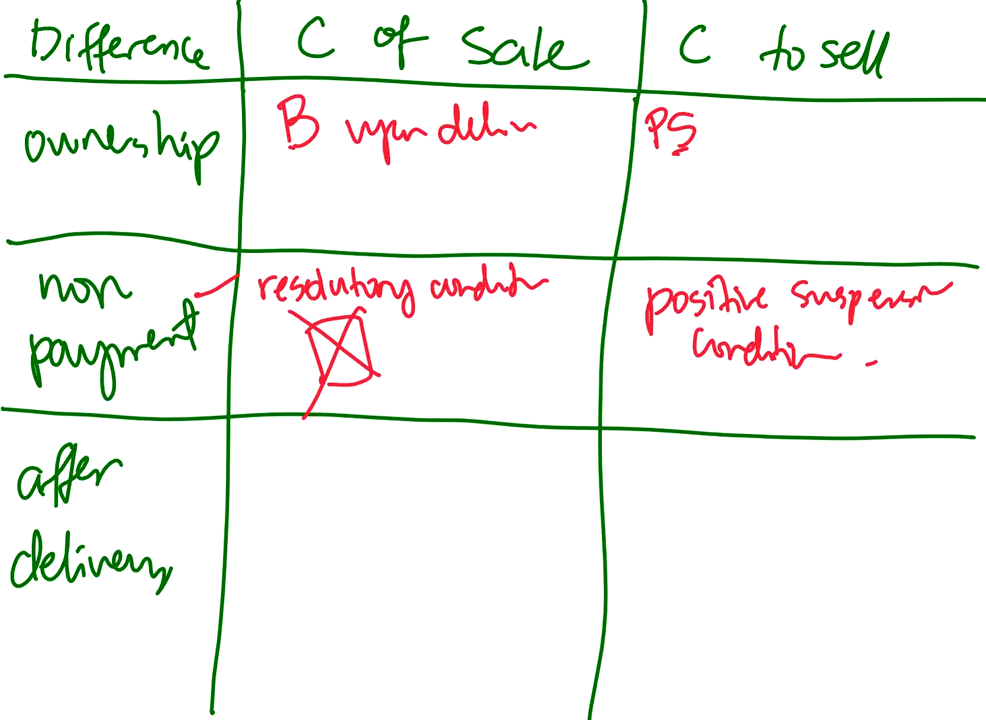 Difference
C of Sale
C to sell
ownership
B upon deliv
PS
non
payment
resolutory condition
positive suspensive
condition.
after
delivery